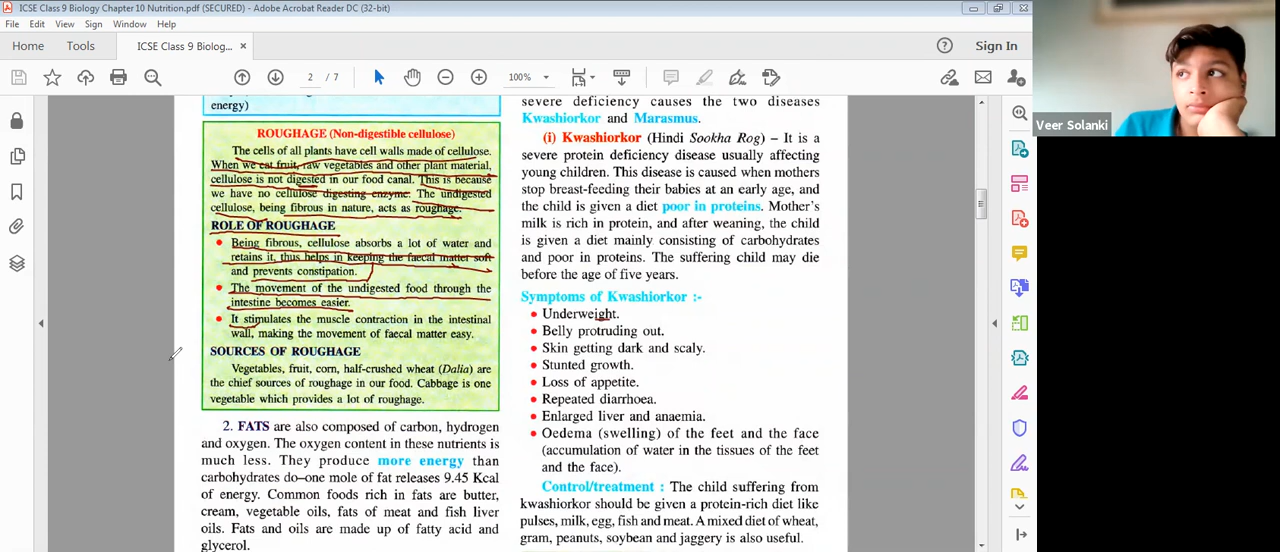 ICSE Class 9 Biology Chapter 10 Nutrition.pdf (SECURED) - Adobe Acrobat Reader DC (32-bit)
File Edit View Sign Window Help
Home Tools ICSE Class 9 Biolog... × Sign In
2 / 7 100%
energy)
ROUGHAGE (Non-digestible cellulose)
The cells of all plants have cell walls made of cellulose.
When we eat fruit, raw vegetables and other plant material,
cellulose is not digested in our food canal. This is because
we have no cellulose digesting enzyme. The undigested
cellulose, being fibrous in nature, acts as roughage.
ROLE OF ROUGHAGE
• Being fibrous, cellulose absorbs a lot of water and
retains it, thus helps in keeping the faecal matter soft
and prevents constipation.
• The movement of the undigested food through the
intestine becomes easier.
• It stimulates the muscle contraction in the intestinal
wall, making the movement of faecal matter easy.
SOURCES OF ROUGHAGE
Vegetables, fruit, corn, half-crushed wheat (Dalia) are
the chief sources of roughage in our food. Cabbage is one
vegetable which provides a lot of roughage.
2. FATS are also composed of carbon, hydrogen
and oxygen. The oxygen content in these nutrients is
much less. They produce more energy than
carbohydrates do–one mole of fat releases 9.45 Kcal
of energy. Common foods rich in fats are butter,
cream, vegetable oils, fats of meat and fish liver
oils. Fats and oils are made up of fatty acid and
glycerol.
severe deficiency causes the two diseases
Kwashiorkor and Marasmus.
(i) Kwashiorkor (Hindi Sookha Rog) – It is a
severe protein deficiency disease usually affecting
young children. This disease is caused when mothers
stop breast-feeding their babies at an early age, and
the child is given a diet poor in proteins. Mother's
milk is rich in protein, and after weaning, the child
is given a diet mainly consisting of carbohydrates
and poor in proteins. The suffering child may die
before the age of five years.
Symptoms of Kwashiorkor :-
• Underweight.
• Belly protruding out.
• Skin getting dark and scaly.
• Stunted growth.
• Loss of appetite.
• Repeated diarrhoea.
• Enlarged liver and anaemia.
• Oedema (swelling) of the feet and the face
(accumulation of water in the tissues of the feet
and the face).
Control/treatment : The child suffering from
kwashiorkor should be given a protein-rich diet like
pulses, milk, egg, fish and meat. A mixed diet of wheat,
gram, peanuts, soybean and jaggery is also useful.
Veer Solanki